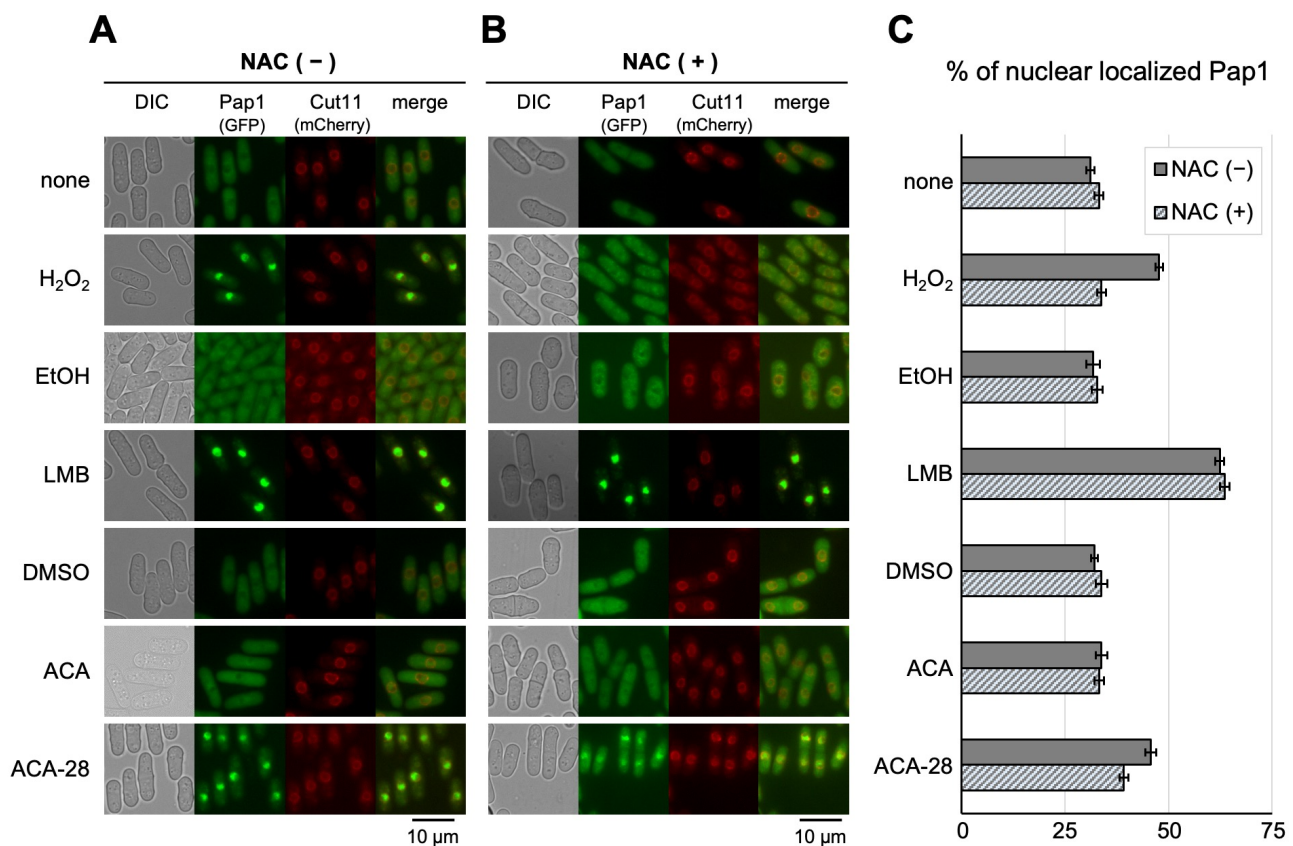 A
NAC ( − )
DIC Pap1 Cut11 merge
(GFP) (mCherry)
none
H₂O₂
EtOH
LMB
DMSO
ACA
ACA-28
10 μm
B
NAC ( + )
DIC Pap1 Cut11 merge
(GFP) (mCherry)
10 μm
C
% of nuclear localized Pap1
NAC (−)
NAC (+)
none
H₂O₂
EtOH
LMB
DMSO
ACA
ACA-28
0 25 50 75